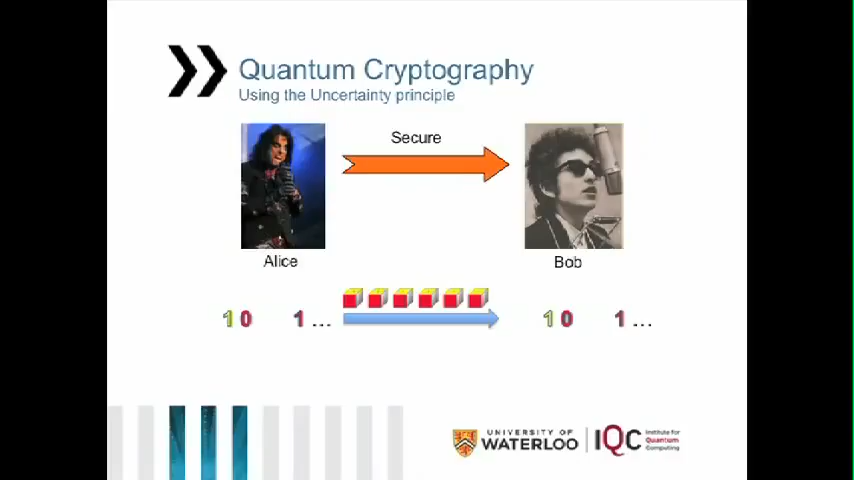 Quantum Cryptography
Using the Uncertainty principle
Secure
Alice
Bob
1 0 1 ...
1 0 1 ...
UNIVERSITY OF
WATERLOO
IQC
Institute for
Quantum
Computing